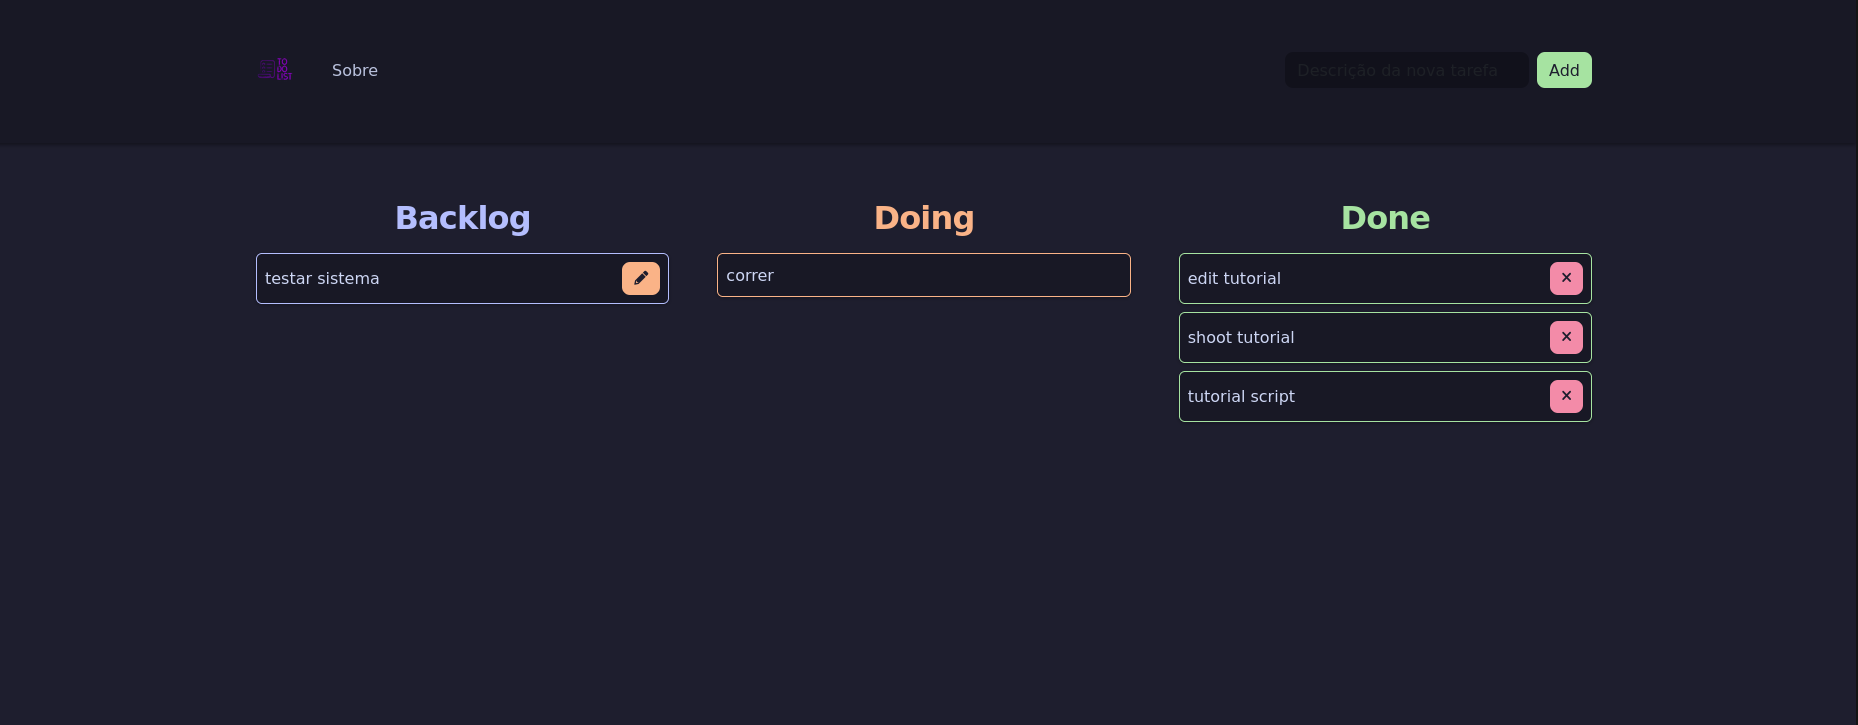 TO
DO
LIST
Sobre
Descrição da nova tarefa
Add
Backlog
Doing
Done
testar sistema
correr
edit tutorial
shoot tutorial
tutorial script